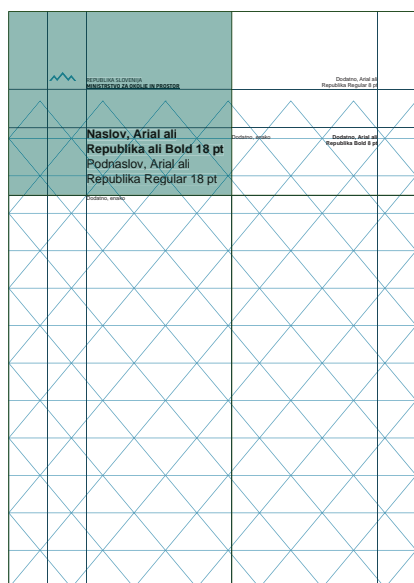 REPUBLIKA SLOVENIJA
MINISTRSTVO ZA OKOLJE IN PROSTOR
Dodatno, Arial ali
Republika Regular 8 pt
Naslov, Arial ali
Republika ali Bold 18 pt
Podnaslov, Arial ali
Republika Regular 18 pt
Dodatno, enako
Dodatno, Arial ali
Republika Bold 8 pt
Dodatno, enako